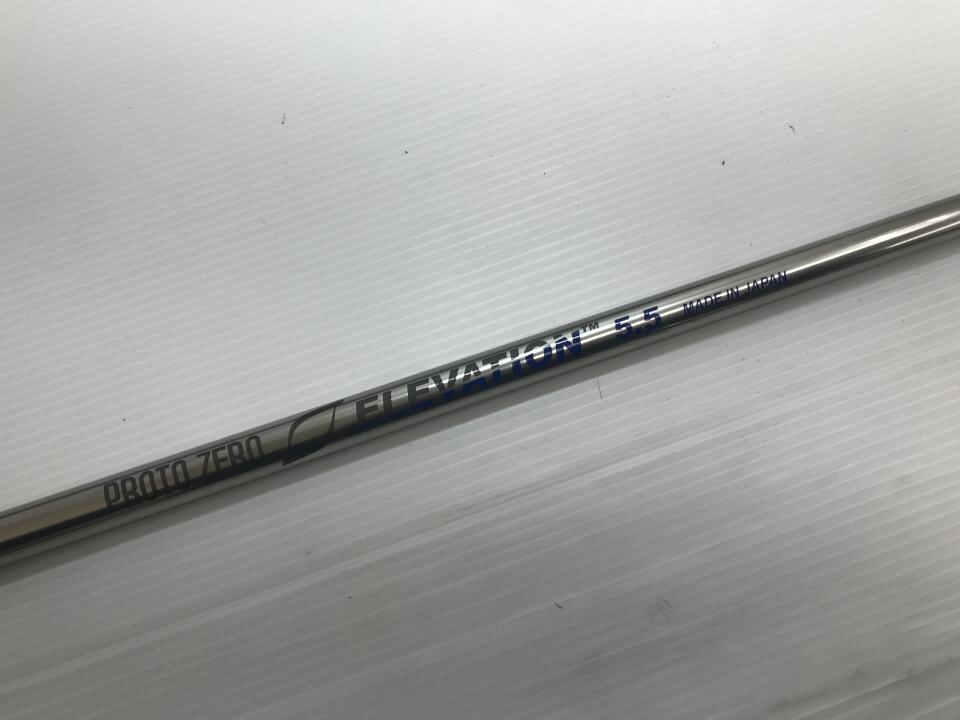 PROTO ZERO ELEVATION™ 5.5 MADE IN JAPAN